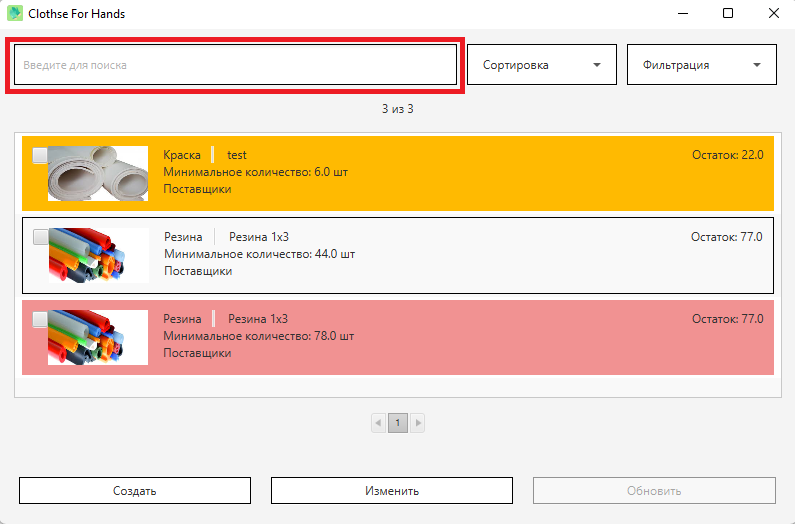 Clothse For Hands
Введите для поиска
Сортировка
Фильтрация
3 из 3
Краска test Остаток: 22.0
Минимальное количество: 6.0 шт
Поставщики
Резина Резина 1x3 Остаток: 77.0
Минимальное количество: 44.0 шт
Поставщики
Резина Резина 1x3 Остаток: 77.0
Минимальное количество: 78.0 шт
Поставщики
1
Создать
Изменить
Обновить